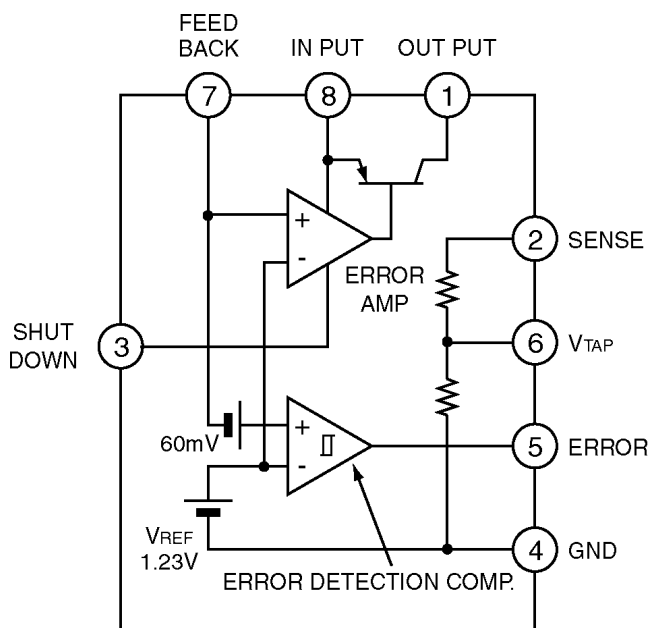 FEED
BACK
IN PUT
OUT PUT
7
8
1
+
-
ERROR
AMP
2
SENSE
SHUT
DOWN
3
6
VTAP
60mV
+
-
5
ERROR
VREF
1.23V
4
GND
ERROR DETECTION COMP.